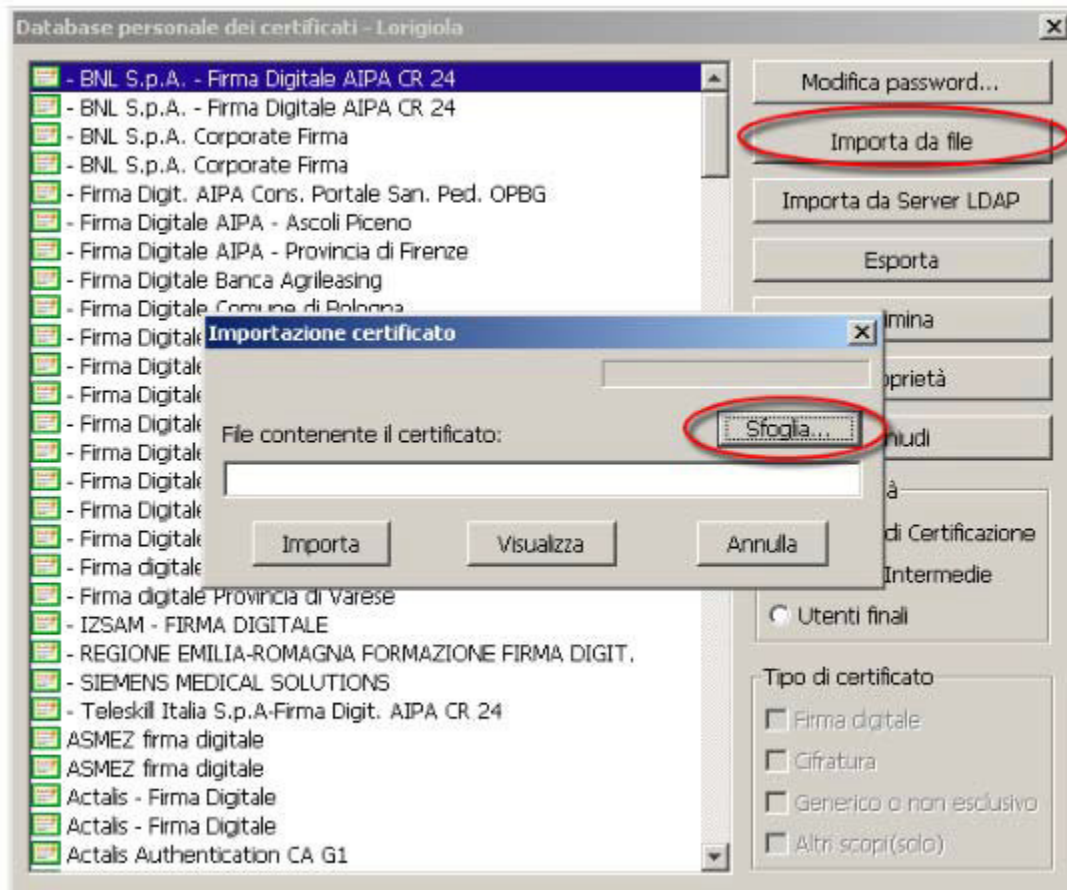 Database personale dei certificati - Lorigiola
- BNL S.p.A. - Firma Digitale AIPA CR 24
- BNL S.p.A. - Firma Digitale AIPA CR 24
- BNL S.p.A. Corporate Firma
- BNL S.p.A. Corporate Firma
- Firma Digit. AIPA Cons. Portale San. Ped. OPBG
- Firma Digitale AIPA - Ascoli Piceno
- Firma Digitale AIPA - Provincia di Firenze
- Firma Digitale Banca Agrileasing
- Firma Digitale Comune di Bologna
- Firma Digitale
- Firma Digitale
- Firma Digitale
- Firma Digitale
- Firma Digitale
- Firma Digitale
- Firma Digitale
- Firma Digitale
- Firma digitale
- Firma digitale Provincia di Varese
- IZSAM - FIRMA DIGITALE
- REGIONE EMILIA-ROMAGNA FORMAZIONE FIRMA DIGIT.
- SIEMENS MEDICAL SOLUTIONS
- Teleskill Italia S.p.A-Firma Digit. AIPA CR 24
ASMEZ firma digitale
ASMEZ firma digitale
Actalis - Firma Digitale
Actalis - Firma Digitale
Actalis Authentication CA G1
Importazione certificato
File contenente il certificato:
Sfoglia...
Importa
Visualizza
Annulla
Modifica password...
Importa da file
Importa da Server LDAP
Esporta
mina
oprietà
hiudi
à
di Certificazione
Intermedie
Utenti finali
Tipo di certificato
Firma digitale
Cifratura
Generico o non esclusivo
Altri scopi(solo)